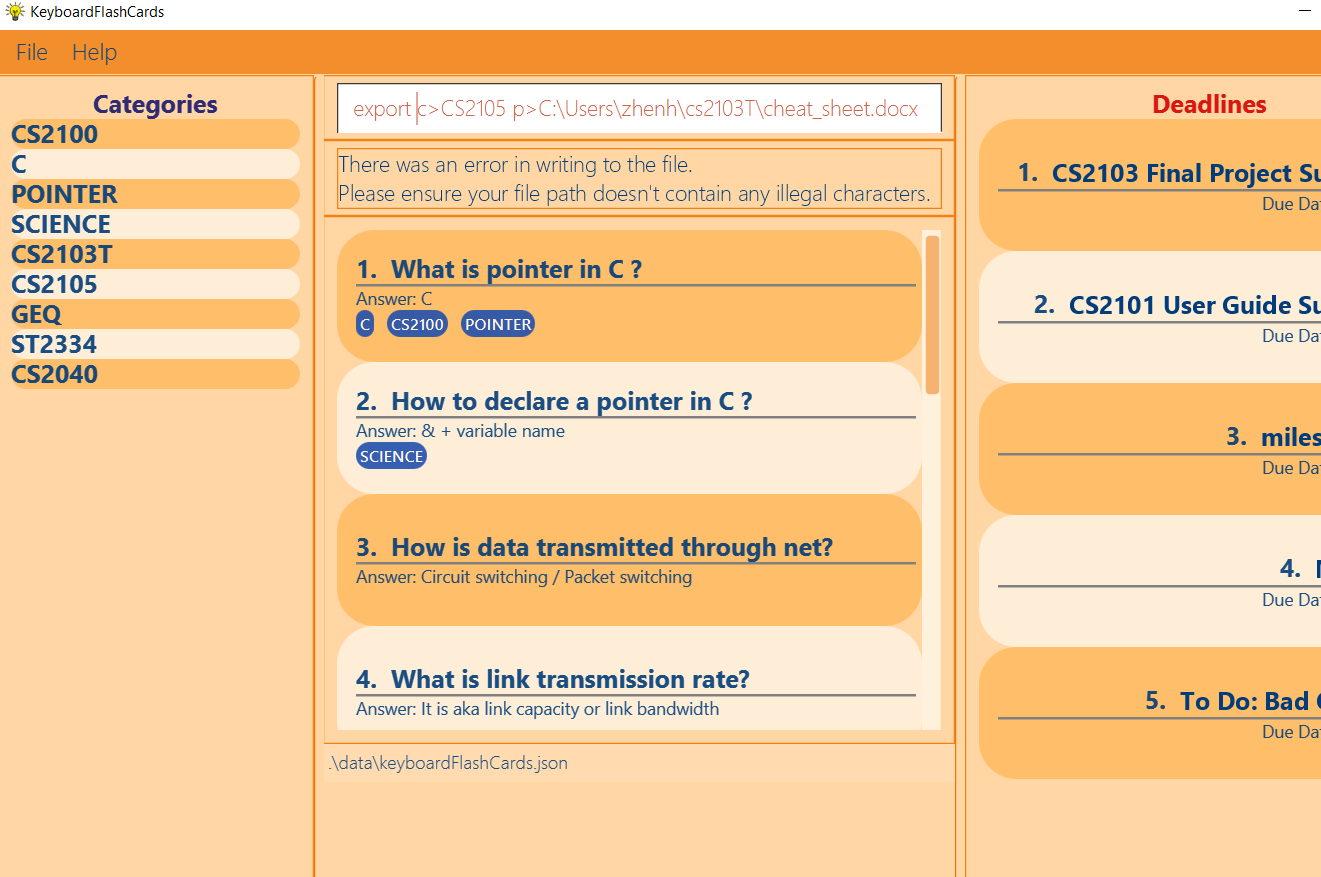 KeyboardFlashCards
File Help
Categories
CS2100
C
POINTER
SCIENCE
CS2103T
CS2105
GEQ
ST2334
CS2040
export c>CS2105 p>C:\Users\zhenh\cs2103T\cheat_sheet.docx
There was an error in writing to the file.
Please ensure your file path doesn't contain any illegal characters.
1. What is pointer in C ?
Answer: C
C CS2100 POINTER
2. How to declare a pointer in C ?
Answer: & + variable name
SCIENCE
3. How is data transmitted through net?
Answer: Circuit switching / Packet switching
4. What is link transmission rate?
Answer: It is aka link capacity or link bandwidth
.\data\keyboardFlashCards.json
Deadlines
1. CS2103 Final Project Su
Due Dat
2. CS2101 User Guide Su
Due Dat
3. miles
Due Dat
4.
Due Dat
5. To Do: Bad
Due Dat